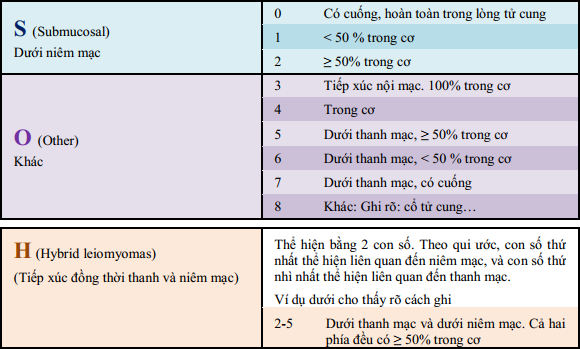 S (Submucosal)
Dưới niêm mạc
0 Có cuống, hoàn toàn trong lòng tử cung
1 < 50 % trong cơ
2 ≥ 50% trong cơ
O (Other)
Khác
3 Tiếp xúc nội mạc. 100% trong cơ
4 Trong cơ
5 Dưới thanh mạc, ≥ 50% trong cơ
6 Dưới thanh mạc, < 50 % trong cơ
7 Dưới thanh mạc, có cuống
8 Khác: Ghi rõ: cổ tử cung…
H (Hybrid leiomyomas)
(Tiếp xúc đồng thời thanh và niêm mạc)
Thể hiện bằng 2 con số. Theo qui ước, con số thứ
nhất thể hiện liên quan đến niêm mạc, và con số thứ
nhì nhất thể hiện liên quan đến thanh mạc.
Ví dụ dưới cho thấy rõ cách ghi
2-5 Dưới thanh mạc và dưới niêm mạc. Cả hai
phía đều có ≥ 50% trong cơ